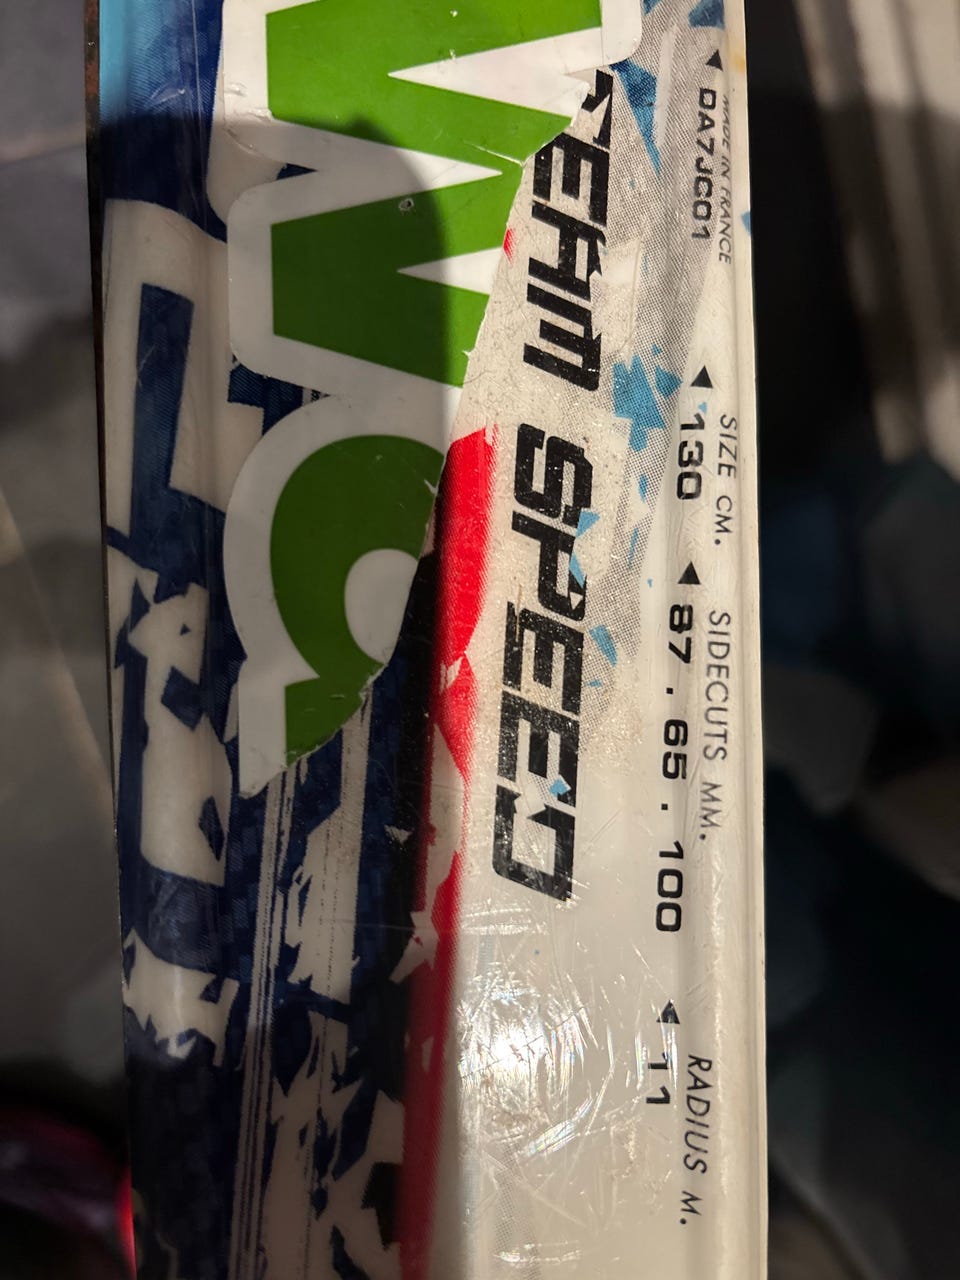 MADE IN FRANCE SIZE CM. SIDECUTS MM. RADIUS M.
DA7JC01 130 87 . 65 . 100 11
TEAM SPEED